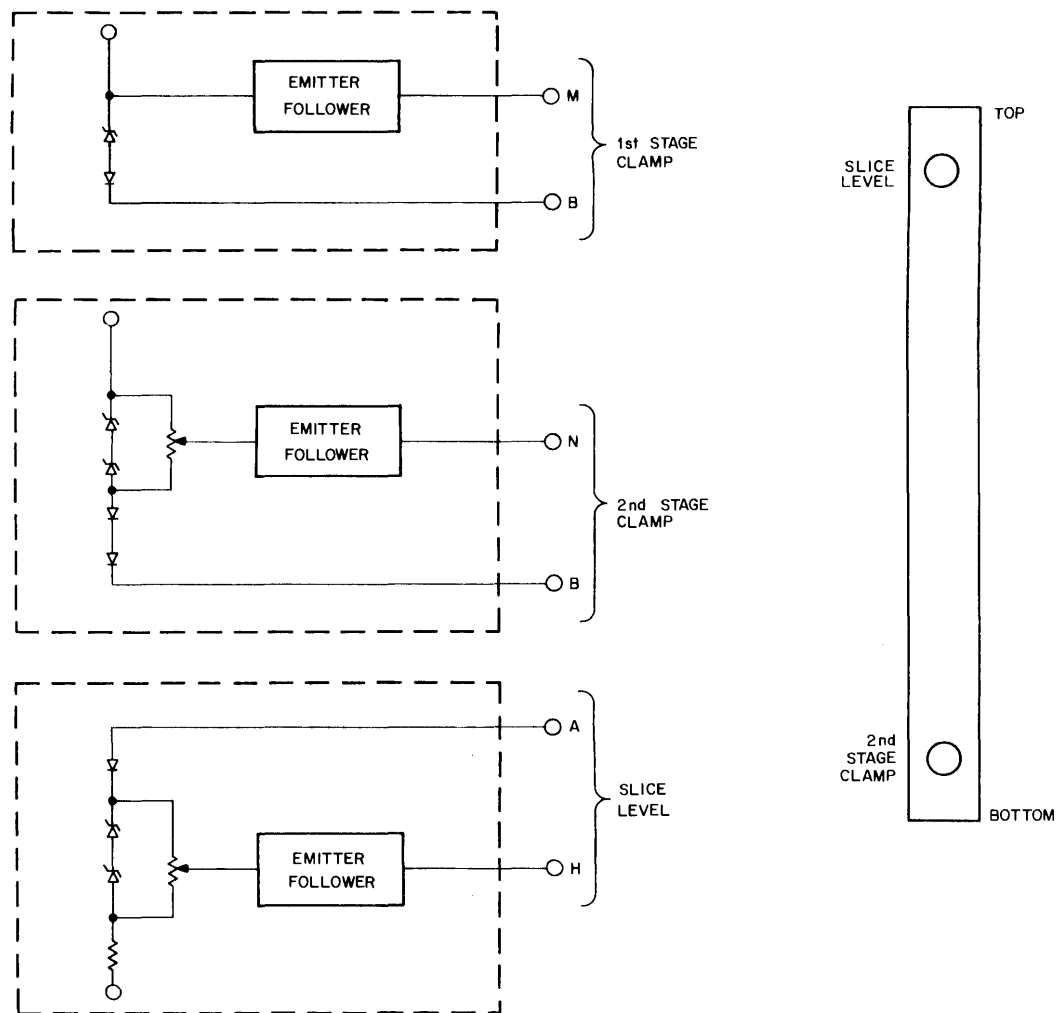 EMITTER
FOLLOWER
M
1st STAGE
CLAMP
B
EMITTER
FOLLOWER
N
2nd STAGE
CLAMP
B
A
SLICE
LEVEL
EMITTER
FOLLOWER
H
TOP
SLICE
LEVEL
2nd
STAGE
CLAMP
BOTTOM